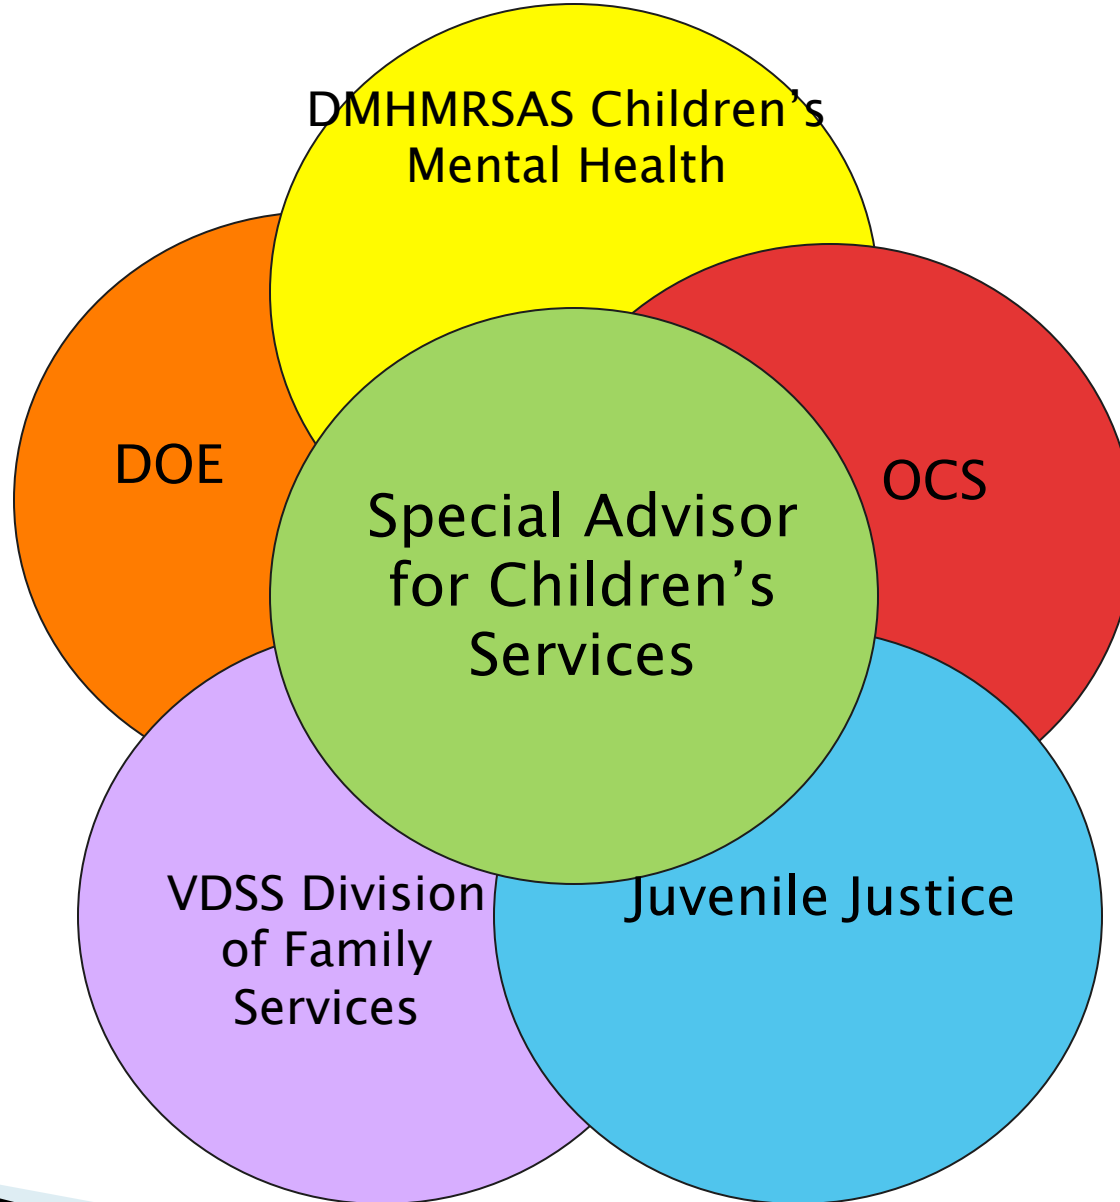 DMHMRSAS Children’s
Mental Health
DOE
OCS
Special Advisor
for Children’s
Services
VDSS Division
of Family
Services
Juvenile Justice